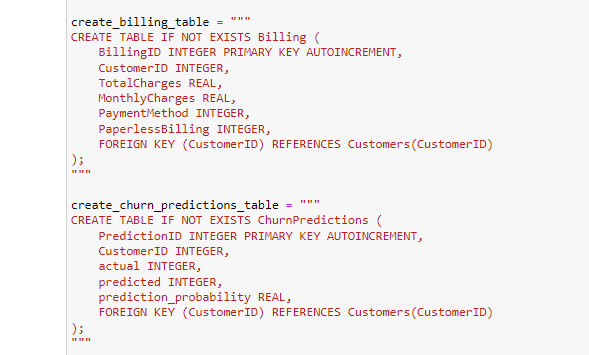 create_billing_table = """
CREATE TABLE IF NOT EXISTS Billing (
    BillingID INTEGER PRIMARY KEY AUTOINCREMENT,
    CustomerID INTEGER,
    TotalCharges REAL,
    MonthlyCharges REAL,
    PaymentMethod INTEGER,
    PaperlessBilling INTEGER,
    FOREIGN KEY (CustomerID) REFERENCES Customers(CustomerID)
);
"""
create_churn_predictions_table = """
CREATE TABLE IF NOT EXISTS ChurnPredictions (
    PredictionID INTEGER PRIMARY KEY AUTOINCREMENT,
    CustomerID INTEGER,
    actual INTEGER,
    predicted INTEGER,
    prediction_probability REAL,
    FOREIGN KEY (CustomerID) REFERENCES Customers(CustomerID)
);
"""